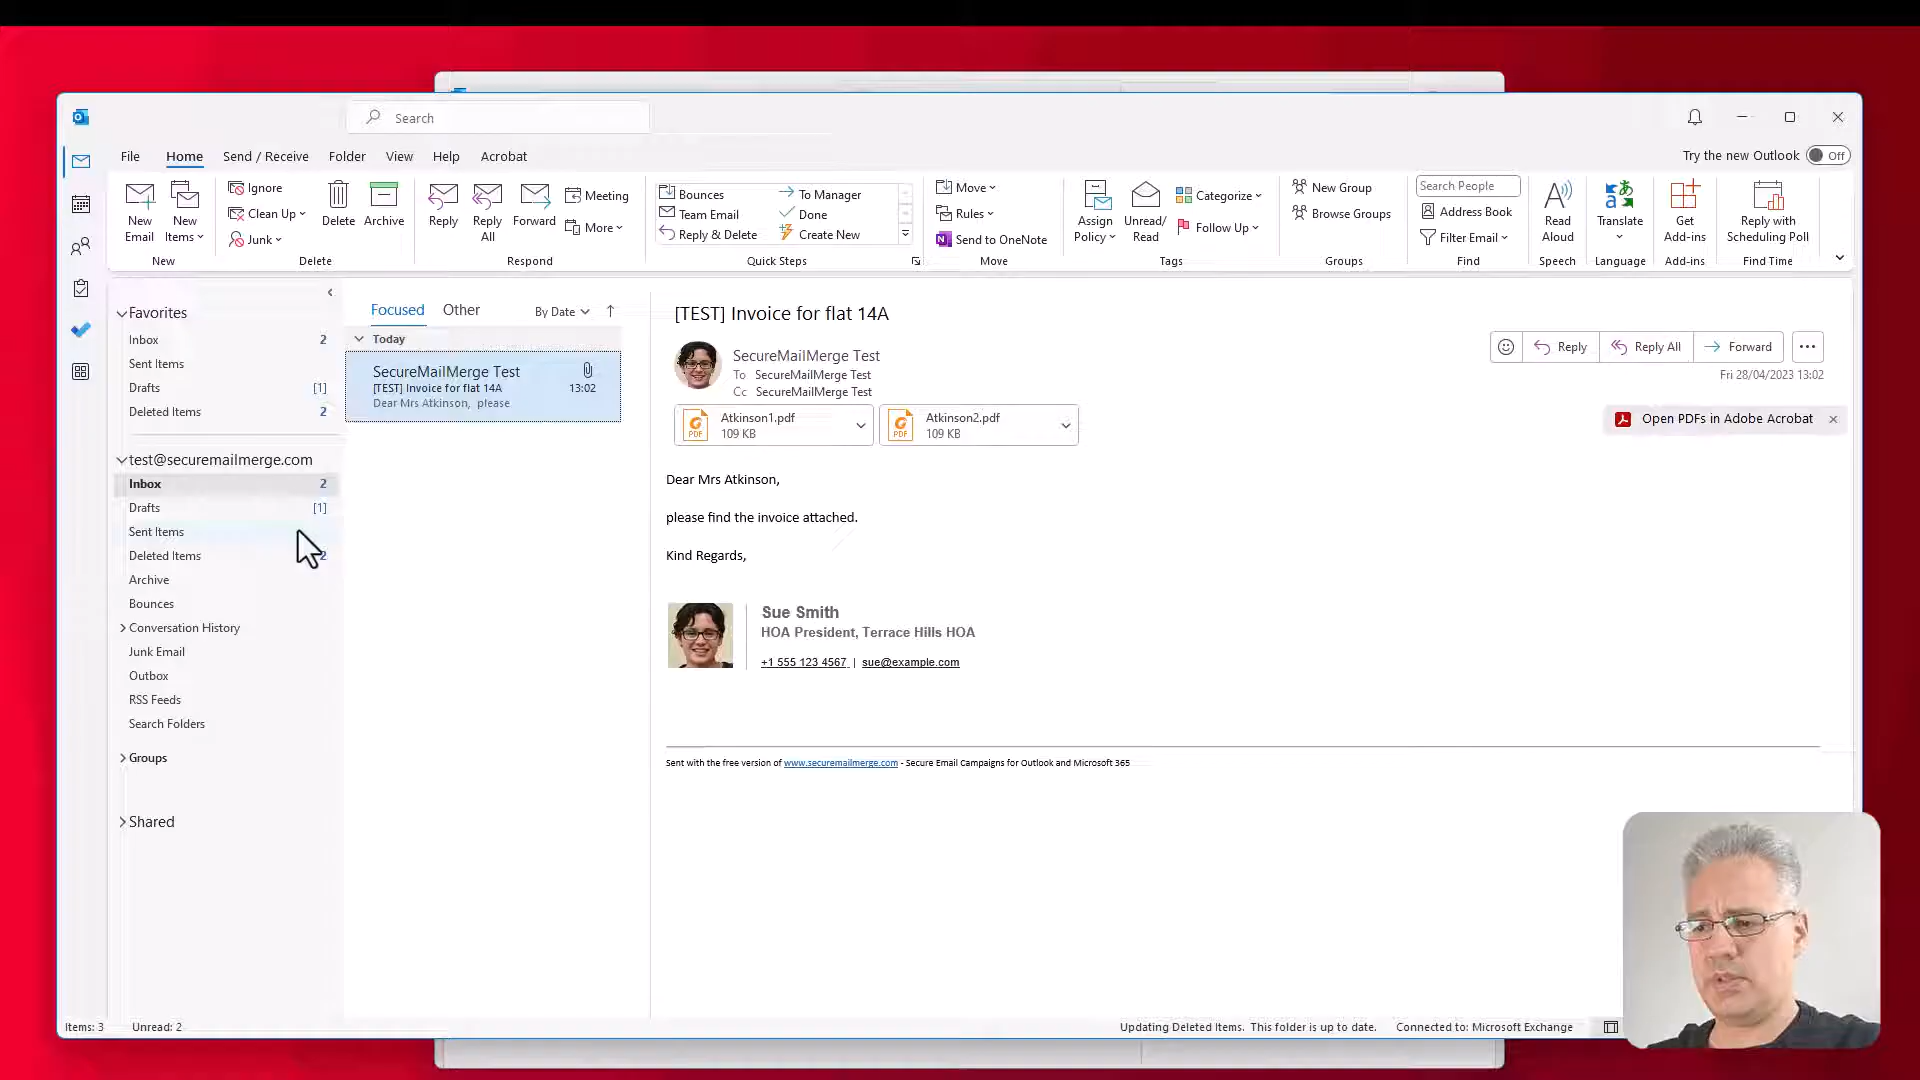 Search
File Home Send / Receive Folder View Help Acrobat
Try the new Outlook Off
New Email
New Items
New
Ignore
Clean Up
Junk
Delete
Archive
Delete
Reply
Reply All
Forward
Meeting
More
Respond
Bounces
Team Email
Reply & Delete
To Manager
Done
Create New
Quick Steps
Move
Rules
Send to OneNote
Move
Assign Policy
Unread/ Read
Categorize
Follow Up
Tags
New Group
Browse Groups
Groups
Search People
Address Book
Filter Email
Find
Read Aloud
Speech
Translate
Language
Get Add-ins
Add-ins
Reply with Scheduling Poll
Find Time
Favorites
Inbox 2
Sent Items
Drafts [1]
Deleted Items 2
test@securemailmerge.com
Inbox 2
Drafts [1]
Sent Items
Deleted Items 2
Archive
Bounces
Conversation History
Junk Email
Outbox
RSS Feeds
Search Folders
Groups
Shared
Focused Other By Date
Today
SecureMailMerge Test
[TEST] Invoice for flat 14A 13:02
Dear Mrs Atkinson, please
[TEST] Invoice for flat 14A
SecureMailMerge Test
To SecureMailMerge Test
Cc SecureMailMerge Test
Reply Reply All Forward
Fri 28/04/2023 13:02
PDF Atkinson1.pdf
109 KB
PDF Atkinson2.pdf
109 KB
Open PDFs in Adobe Acrobat
Dear Mrs Atkinson,
please find the invoice attached.
Kind Regards,
Sue Smith
HOA President, Terrace Hills HOA
+1 555 123 4567 | sue@example.com
Sent with the free version of www.securemailmerge.com - Secure Email Campaigns for Outlook and Microsoft 365
Items: 3 Unread: 2
Updating Deleted Items. This folder is up to date. Connected to: Microsoft Exchange